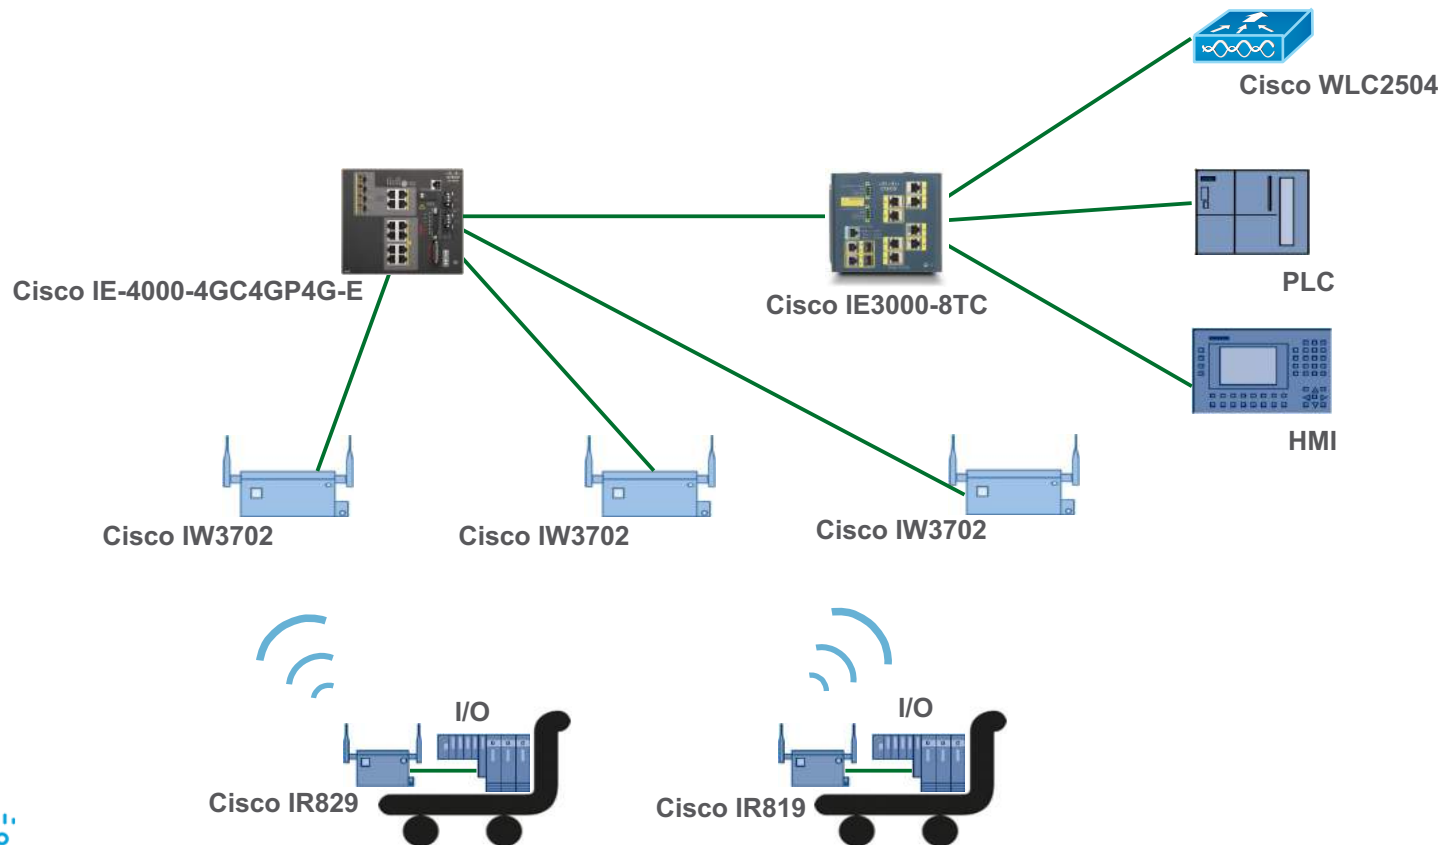 Cisco WLC2504
PLC
Cisco IE-4000-4GC4GP4G-E
Cisco IE3000-8TC
HMI
Cisco IW3702
Cisco IW3702
Cisco IW3702
I/O
I/O
Cisco IR829
Cisco IR819